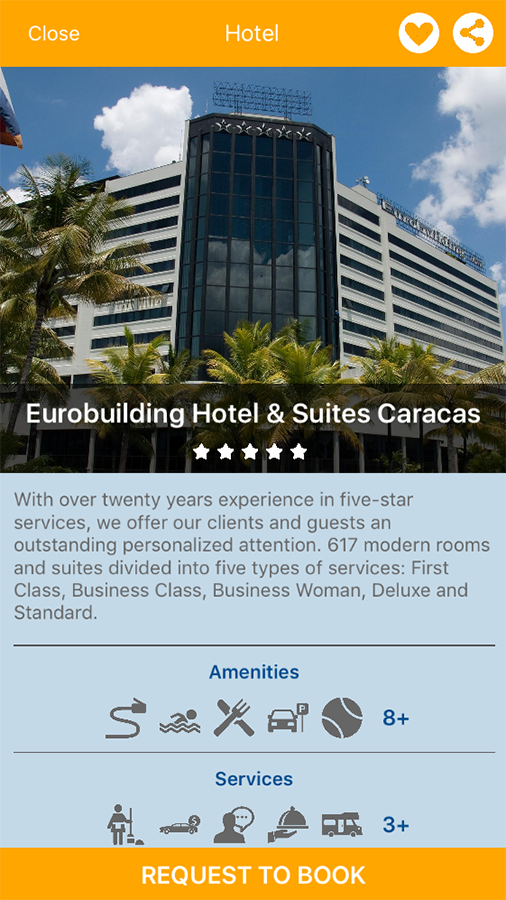 Close
Hotel
Eurobuilding Hotel & Suites Caracas
With over twenty years experience in five-star
services, we offer our clients and guests an
outstanding personalized attention. 617 modern rooms
and suites divided into five types of services: First
Class, Business Class, Business Woman, Deluxe and
Standard.
Amenities
P
8+
Services
$
3+
REQUEST TO BOOK